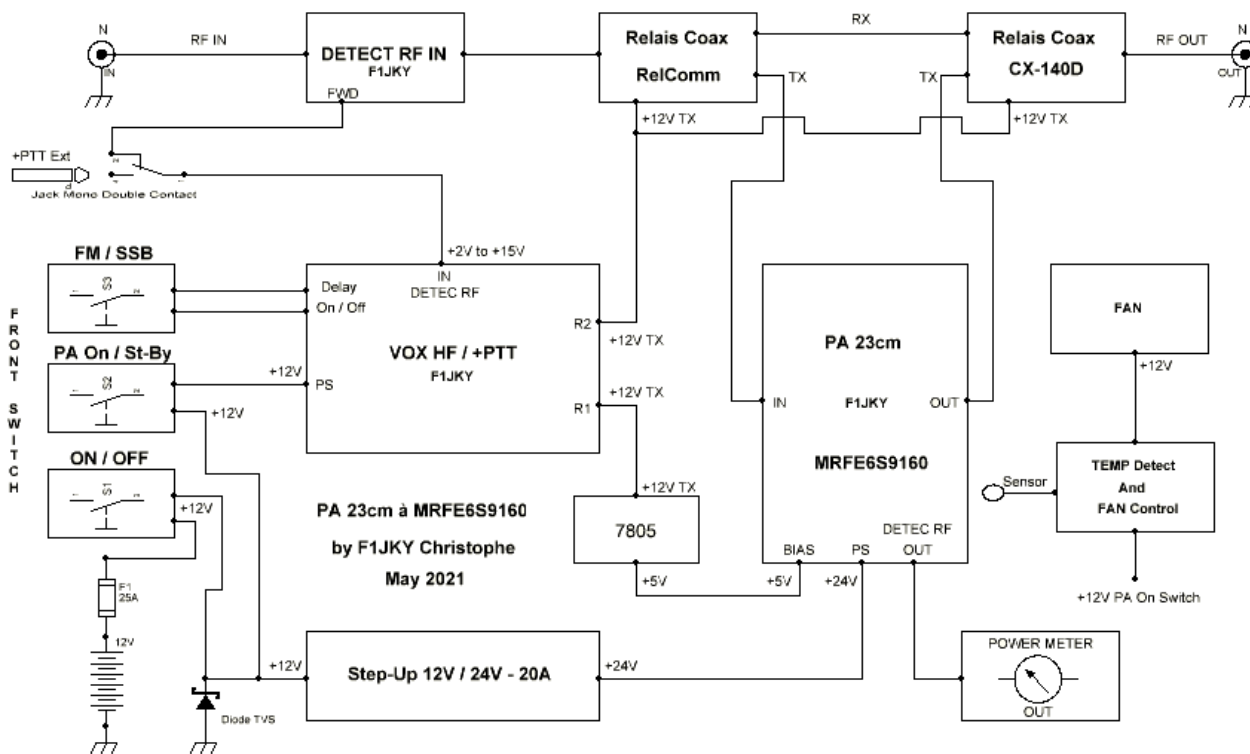 N
RF IN
IN
DETECT RF IN
F1JKY
FWD
Relais Coax
RelComm
RX
TX
+12V TX
Relais Coax
CX-140D
TX
+12V TX
RF OUT
N
OUT
+PTT Ext
Jack Mono Double Contact
+2V to +15V
FRONT SWITCH
FM / SSB
S3
PA On / St-By
S2
+12V
+12V
ON / OFF
S1
+12V
IN
DETEC RF
Delay
On / Off
VOX HF / +PTT
F1JKY
PS
R2
+12V TX
+12V TX
R1
+12V TX
7805
+5V
PA 23cm
F1JKY
IN
OUT
MRFE6S9160
DETEC RF
BIAS
PS
OUT
+5V
+24V
FAN
+12V
Sensor
TEMP Detect
And
FAN Control
+12V PA On Switch
PA 23cm à MRFE6S9160
by F1JKY Christophe
May 2021
F1
25A
12V
Diode TVS
+12V
Step-Up 12V / 24V - 20A
+24V
POWER METER
OUT